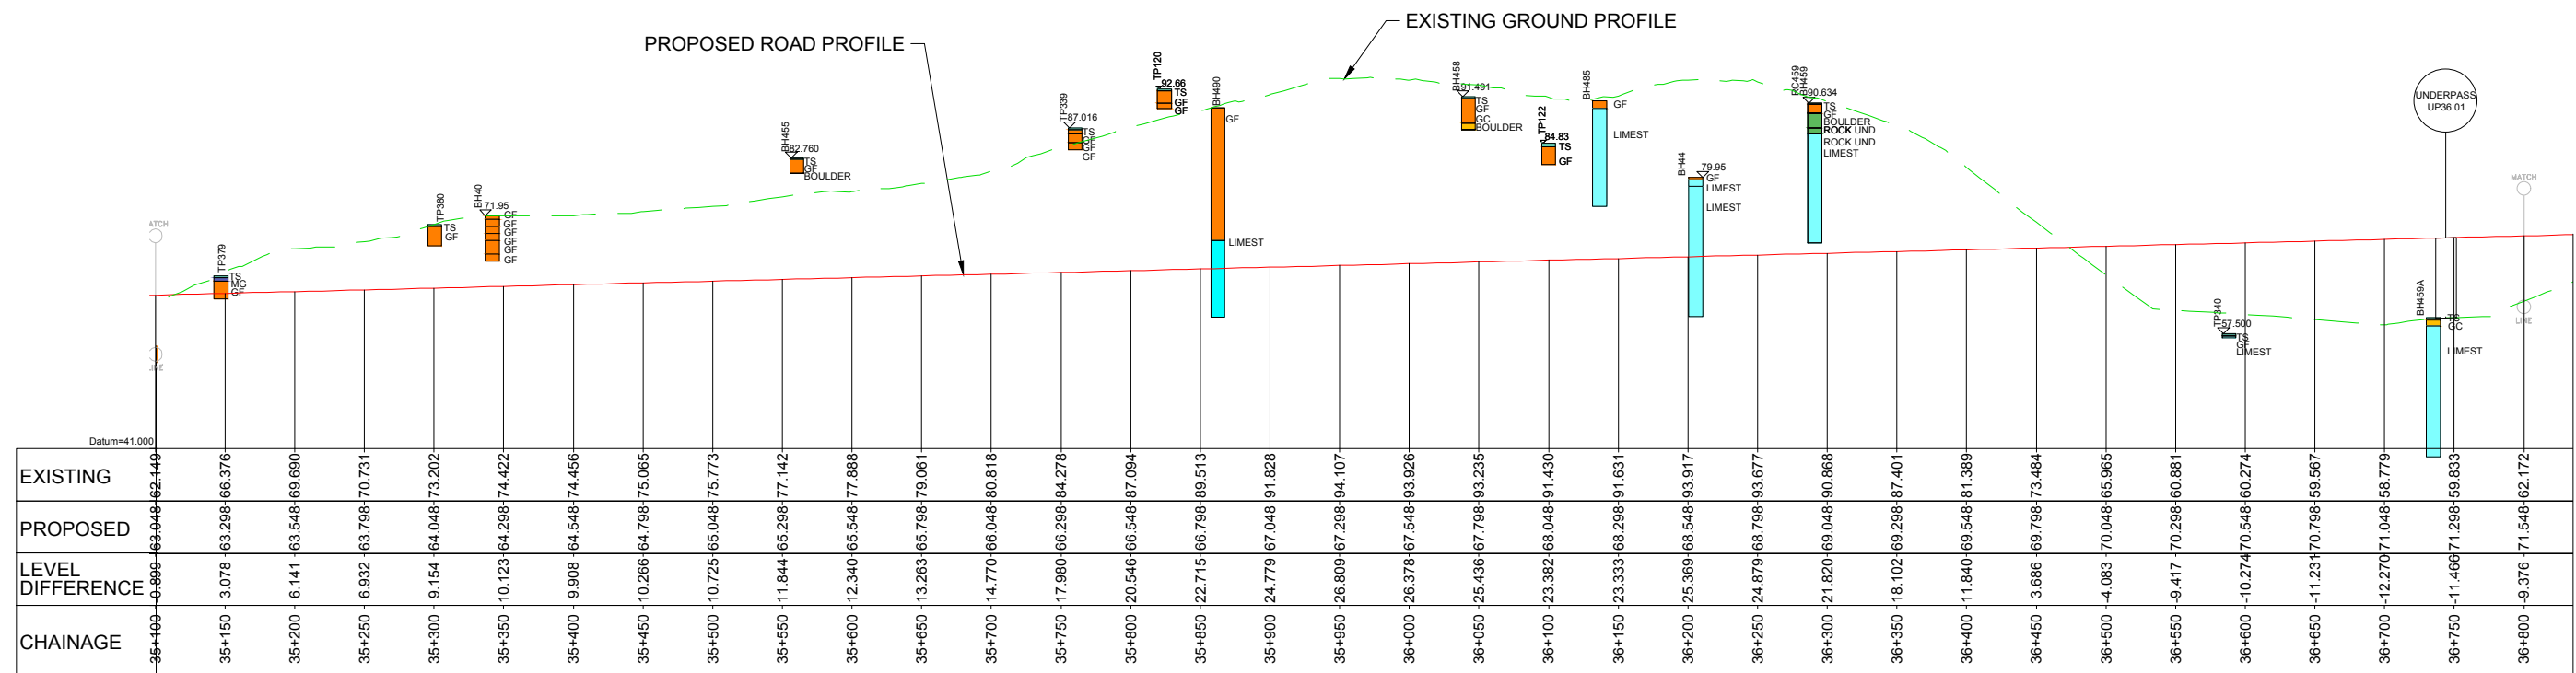 EXISTING GROUND PROFILE
PROPOSED ROAD PROFILE
UNDERPASS
UP36.01
MATCH
LINE
ATCH
LINE
TP379
TS
MG
GF
TP380
TS
GF
BH40
71.95
GF
GF
GF
GF
GF
GF
BH455
82.760
TS
GF
BOULDER
TP339
87.016
TS
GF
GF
GF
TP120
92.66
TS
GF
GF
BH490
GF
LIMEST
BH458
91.491
TS
GF
GC
BOULDER
TP122
84.83
TS
GF
BH485
GF
LIMEST
BH44
79.95
GF
LIMEST
LIMEST
RC459
BH459
90.634
TS
GF
BOULDER
ROCK UND
ROCK UND
LIMEST
TP340
57.500
TS
GF
LIMEST
BH459A
TS
GC
LIMEST
Datum=41.000
EXISTING 62.149 66.376 69.690 70.731 73.202 74.422 74.456 75.065 75.773 77.142 77.888 79.061 80.818 84.278 87.094 89.513 91.828 94.107 93.926 93.235 91.430 91.631 93.917 93.677 90.868 87.401 81.389 73.484 65.965 60.881 60.274 59.567 58.779 59.833 62.172
PROPOSED 63.048 63.298 63.548 63.798 64.048 64.298 64.548 64.798 65.048 65.298 65.548 65.798 66.048 66.298 66.548 66.798 67.048 67.298 67.548 67.798 68.048 68.298 68.548 68.798 69.048 69.298 69.548 69.798 70.048 70.298 70.548 70.798 71.048 71.298 71.548
LEVEL
DIFFERENCE -0.899 3.078 6.141 6.932 9.154 10.123 9.908 10.266 10.725 11.844 12.340 13.263 14.770 17.980 20.546 22.715 24.779 26.809 26.378 25.436 23.382 23.333 25.369 24.879 21.820 18.102 11.840 3.686 -4.083 -9.417 -10.274 -11.231 -12.270 -11.466 -9.376
CHAINAGE 35+100 35+150 35+200 35+250 35+300 35+350 35+400 35+450 35+500 35+550 35+600 35+650 35+700 35+750 35+800 35+850 35+900 35+950 36+000 36+050 36+100 36+150 36+200 36+250 36+300 36+350 36+400 36+450 36+500 36+550 36+600 36+650 36+700 36+750 36+800